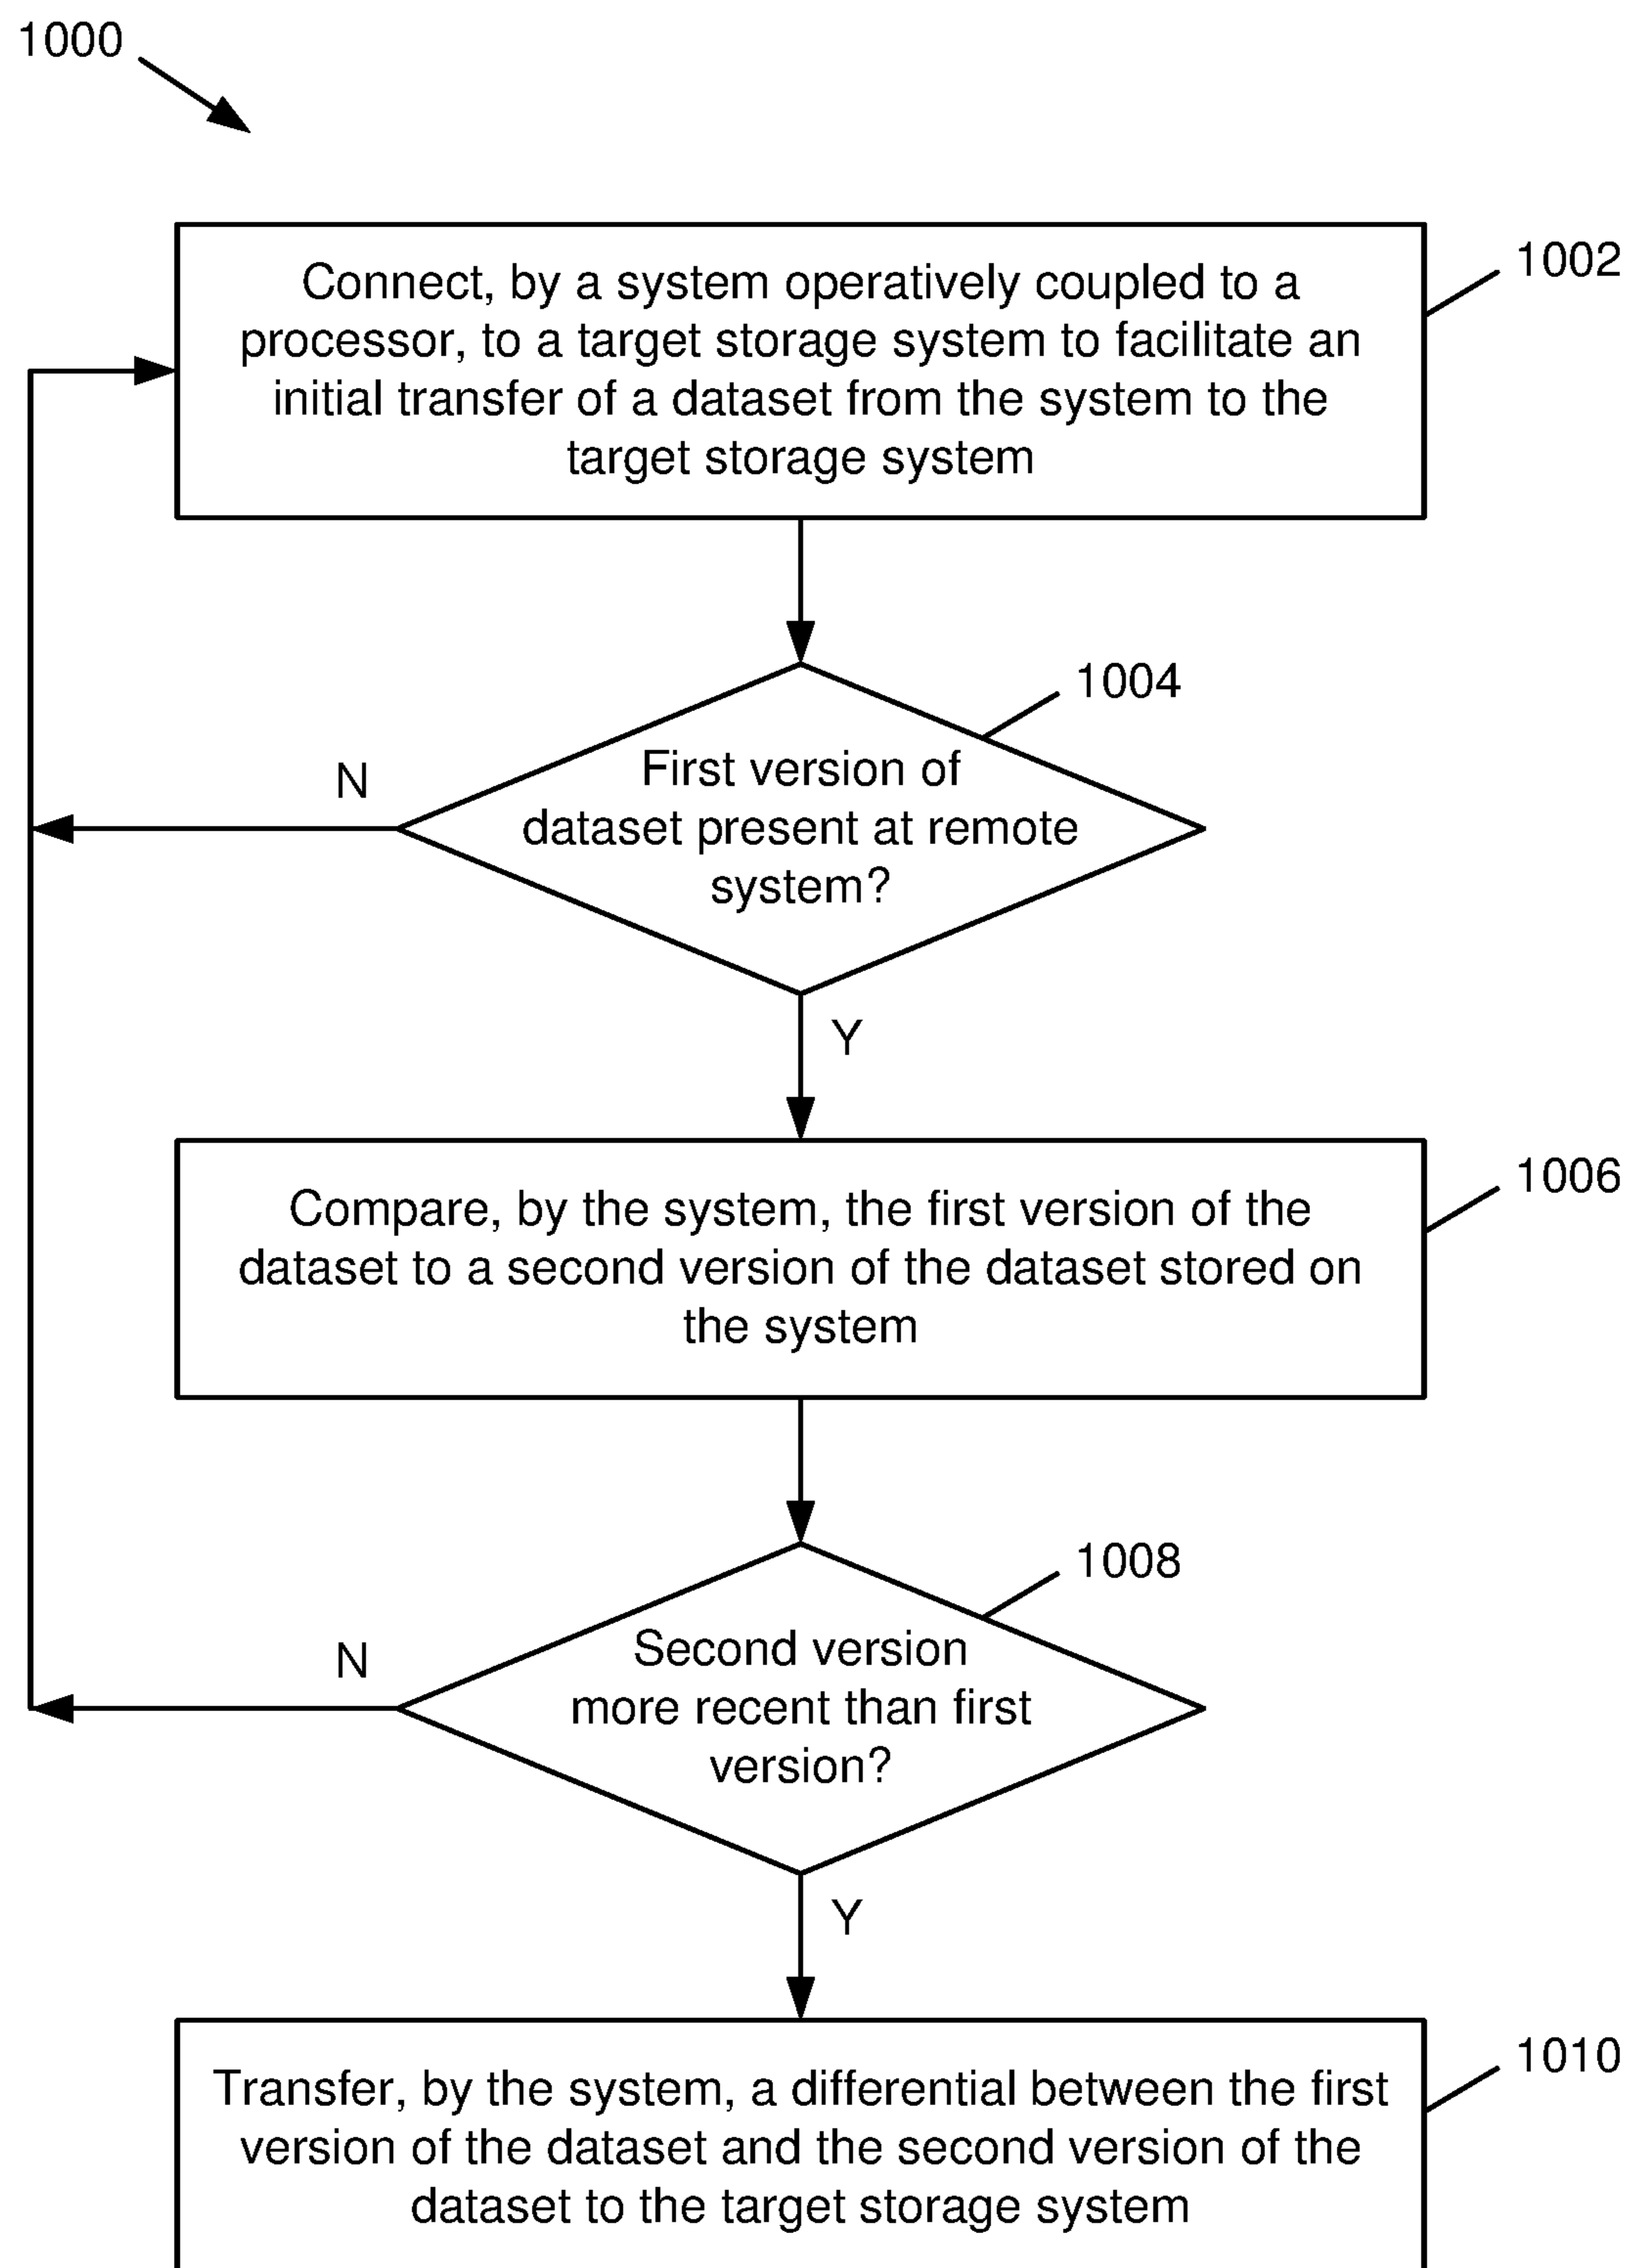 1000
Connect, by a system operatively coupled to a
processor, to a target storage system to facilitate an
initial transfer of a dataset from the system to the
target storage system
1002
1004
First version of
dataset present at remote
system?
N
Y
Compare, by the system, the first version of the
dataset to a second version of the dataset stored on
the system
1006
1008
Second version
more recent than first
version?
N
Y
Transfer, by the system, a differential between the first
version of the dataset and the second version of the
dataset to the target storage system
1010